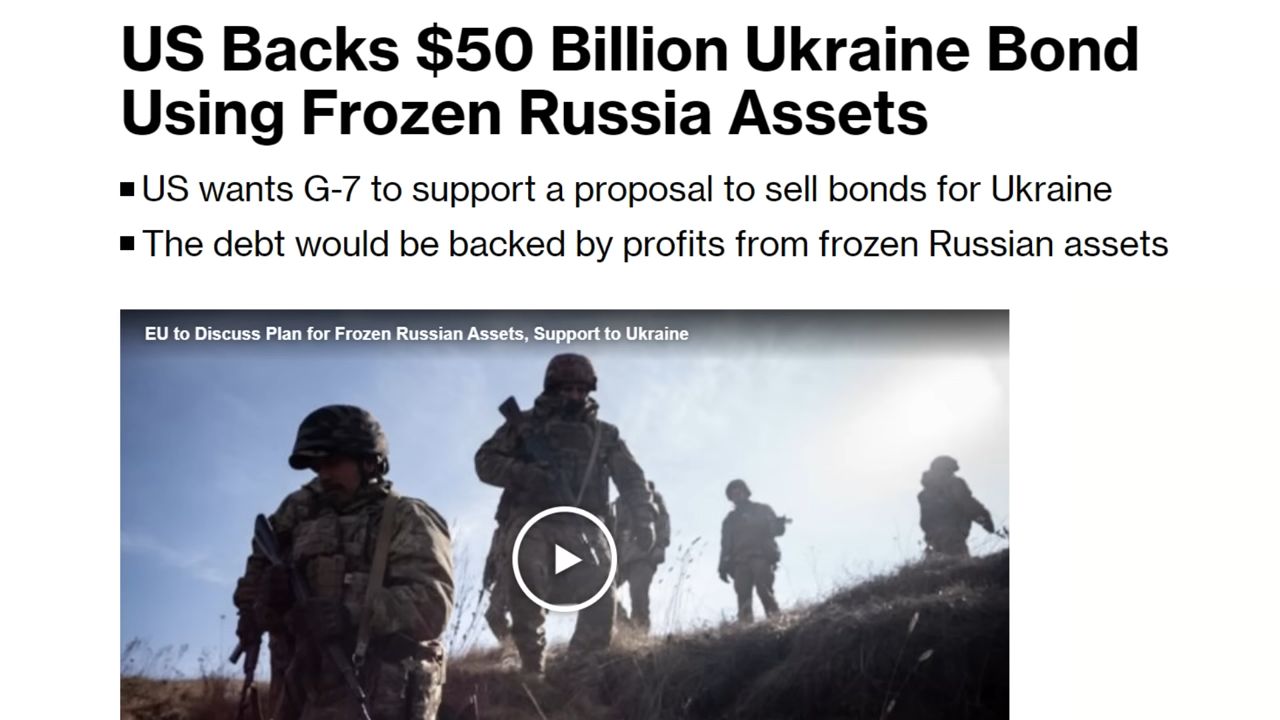 US Backs $50 Billion Ukraine Bond
Using Frozen Russia Assets
US wants G-7 to support a proposal to sell bonds for Ukraine
The debt would be backed by profits from frozen Russian assets
EU to Discuss Plan for Frozen Russian Assets, Support to Ukraine